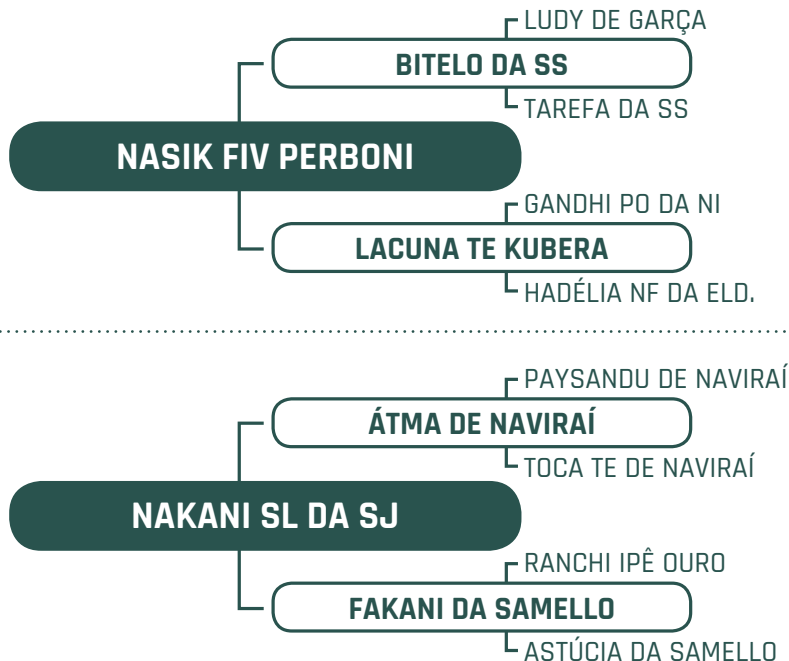 LUDY DE GARÇA
BITELO DA SS
TAREFA DA SS
NASIK FIV PERBONI
GANDHI PO DA NI
LACUNA TE KUBERA
HADÉLIA NF DA ELD.
PAYSANDU DE NAVIRAÍ
ÁTMA DE NAVIRAÍ
TOCA TE DE NAVIRAÍ
NAKANI SL DA SJ
RANCHI IPÊ OURO
FAKANI DA SAMELLO
ASTÚCIA DA SAMELLO